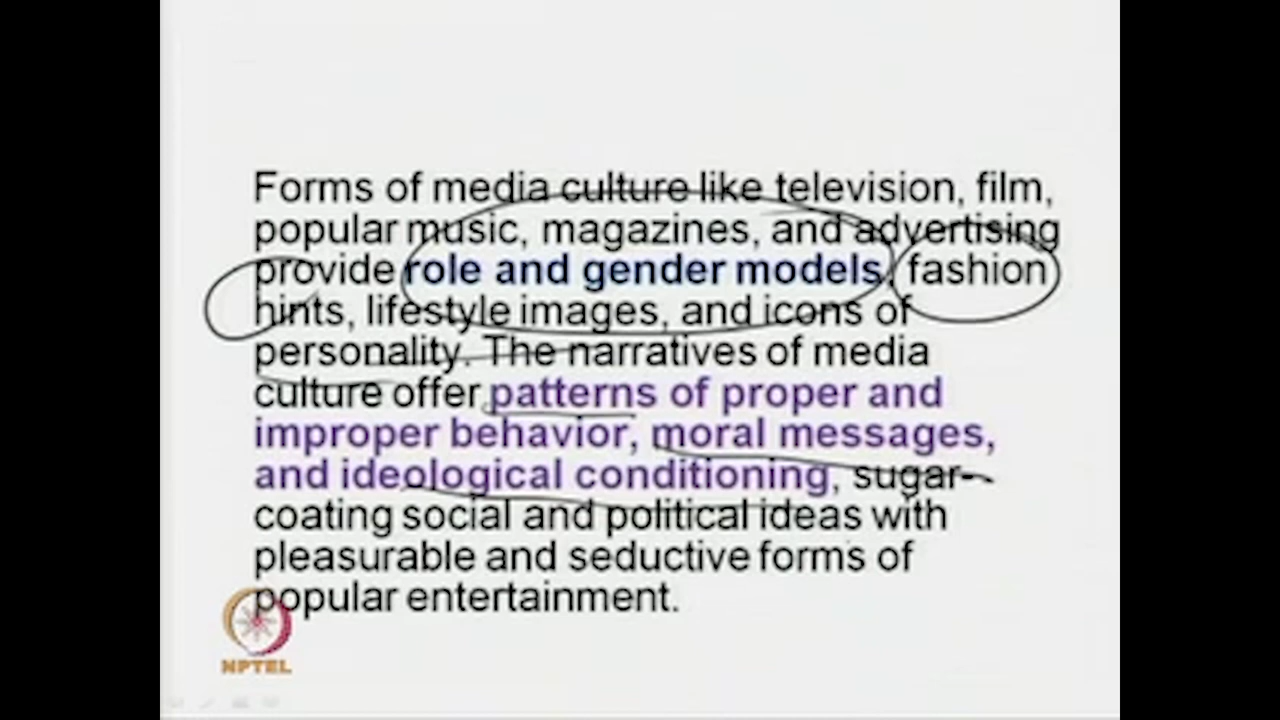 Forms of media culture like television, film,
popular music, magazines, and advertising
provide role and gender models, fashion
hints, lifestyle images, and icons of
personality. The narratives of media
culture offer patterns of proper and
improper behavior, moral messages,
and ideological conditioning, sugar-
coating social and political ideas with
pleasurable and seductive forms of
popular entertainment.
NPTEL